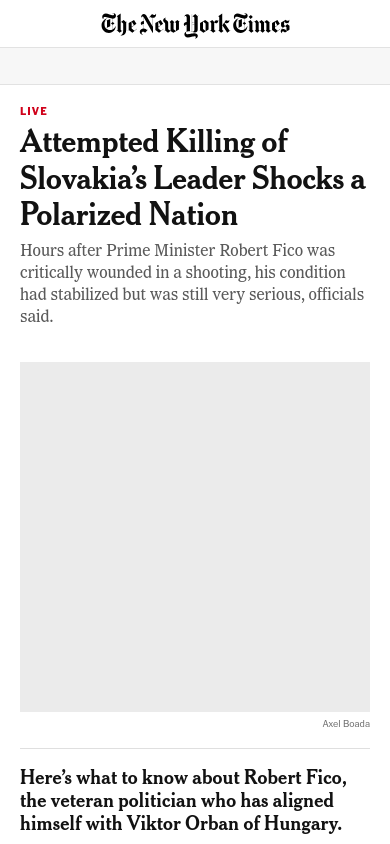 The New York Times
LIVE
Attempted Killing of
Slovakia’s Leader Shocks a
Polarized Nation
Hours after Prime Minister Robert Fico was
critically wounded in a shooting, his condition
had stabilized but was still very serious, officials
said.
Axel Boada
Here’s what to know about Robert Fico,
the veteran politician who has aligned
himself with Viktor Orban of Hungary.